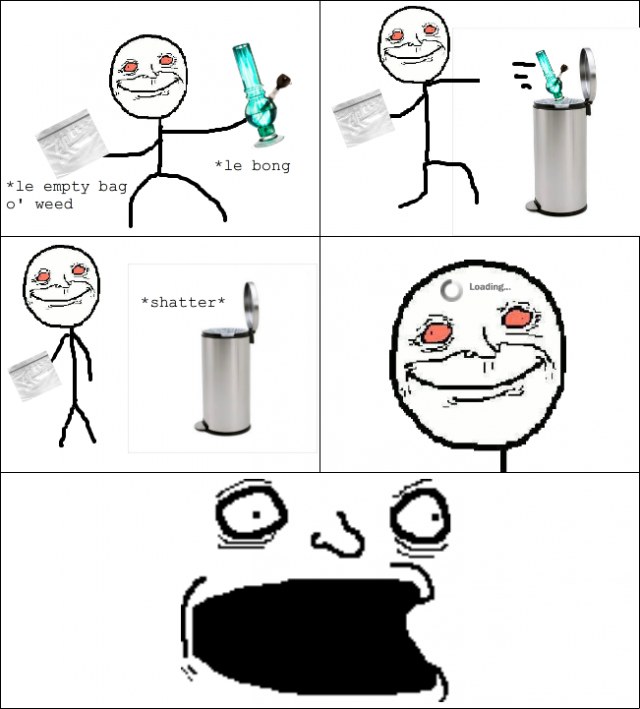 *le bong
*le empty bag
o' weed
*shatter*
Loading...